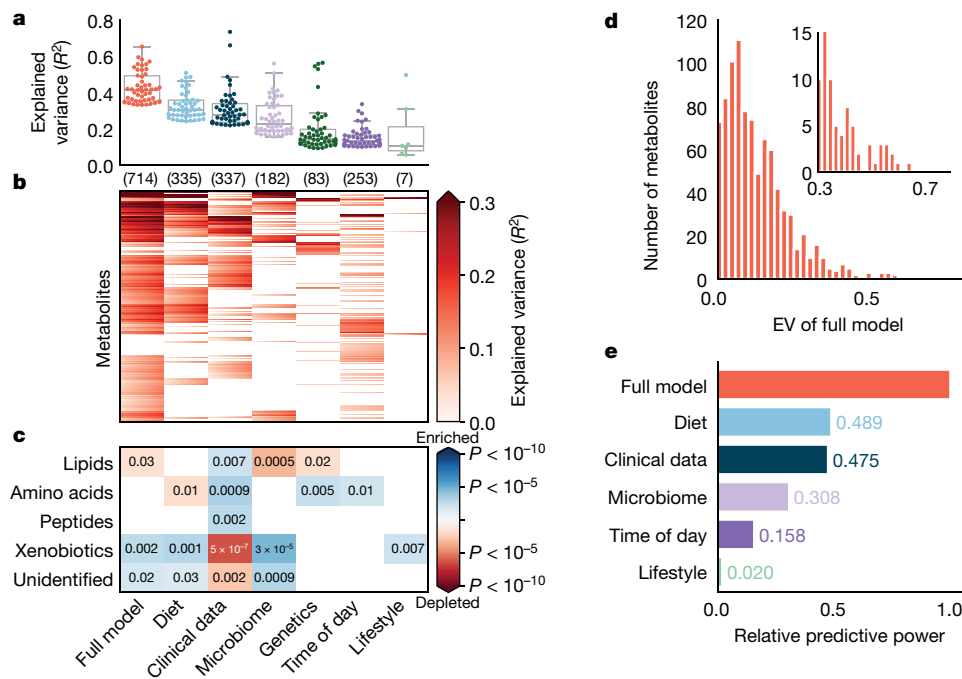 a
0.8
0.6
0.4
0.2
0.0
Explained
variance (R²)
(714) (335) (337) (182) (83) (253) (7)
b
Metabolites
0.3
0.2
0.1
0.0
Explained variance (R²)
c
Enriched
P < 10⁻¹⁰
P < 10⁻⁵
P < 10⁻⁵
P < 10⁻¹⁰
Depleted
Lipids 0.03 0.007 0.0005 0.02
Amino acids 0.01 0.0009 0.005 0.01
Peptides 0.002
Xenobiotics 0.002 0.001 5 × 10⁻⁷ 3 × 10⁻⁶ 0.007
Unidentified 0.02 0.03 0.002 0.0009
Full model
Diet
Clinical data
Microbiome
Genetics
Time of day
Lifestyle
d
120
100
80
60
40
20
0
Number of metabolites
15
10
5
0
0.3 0.7
0.0 0.5
EV of full model
e
Full model
Diet 0.489
Clinical data 0.475
Microbiome 0.308
Time of day 0.158
Lifestyle 0.020
0.0 0.5 1.0
Relative predictive power